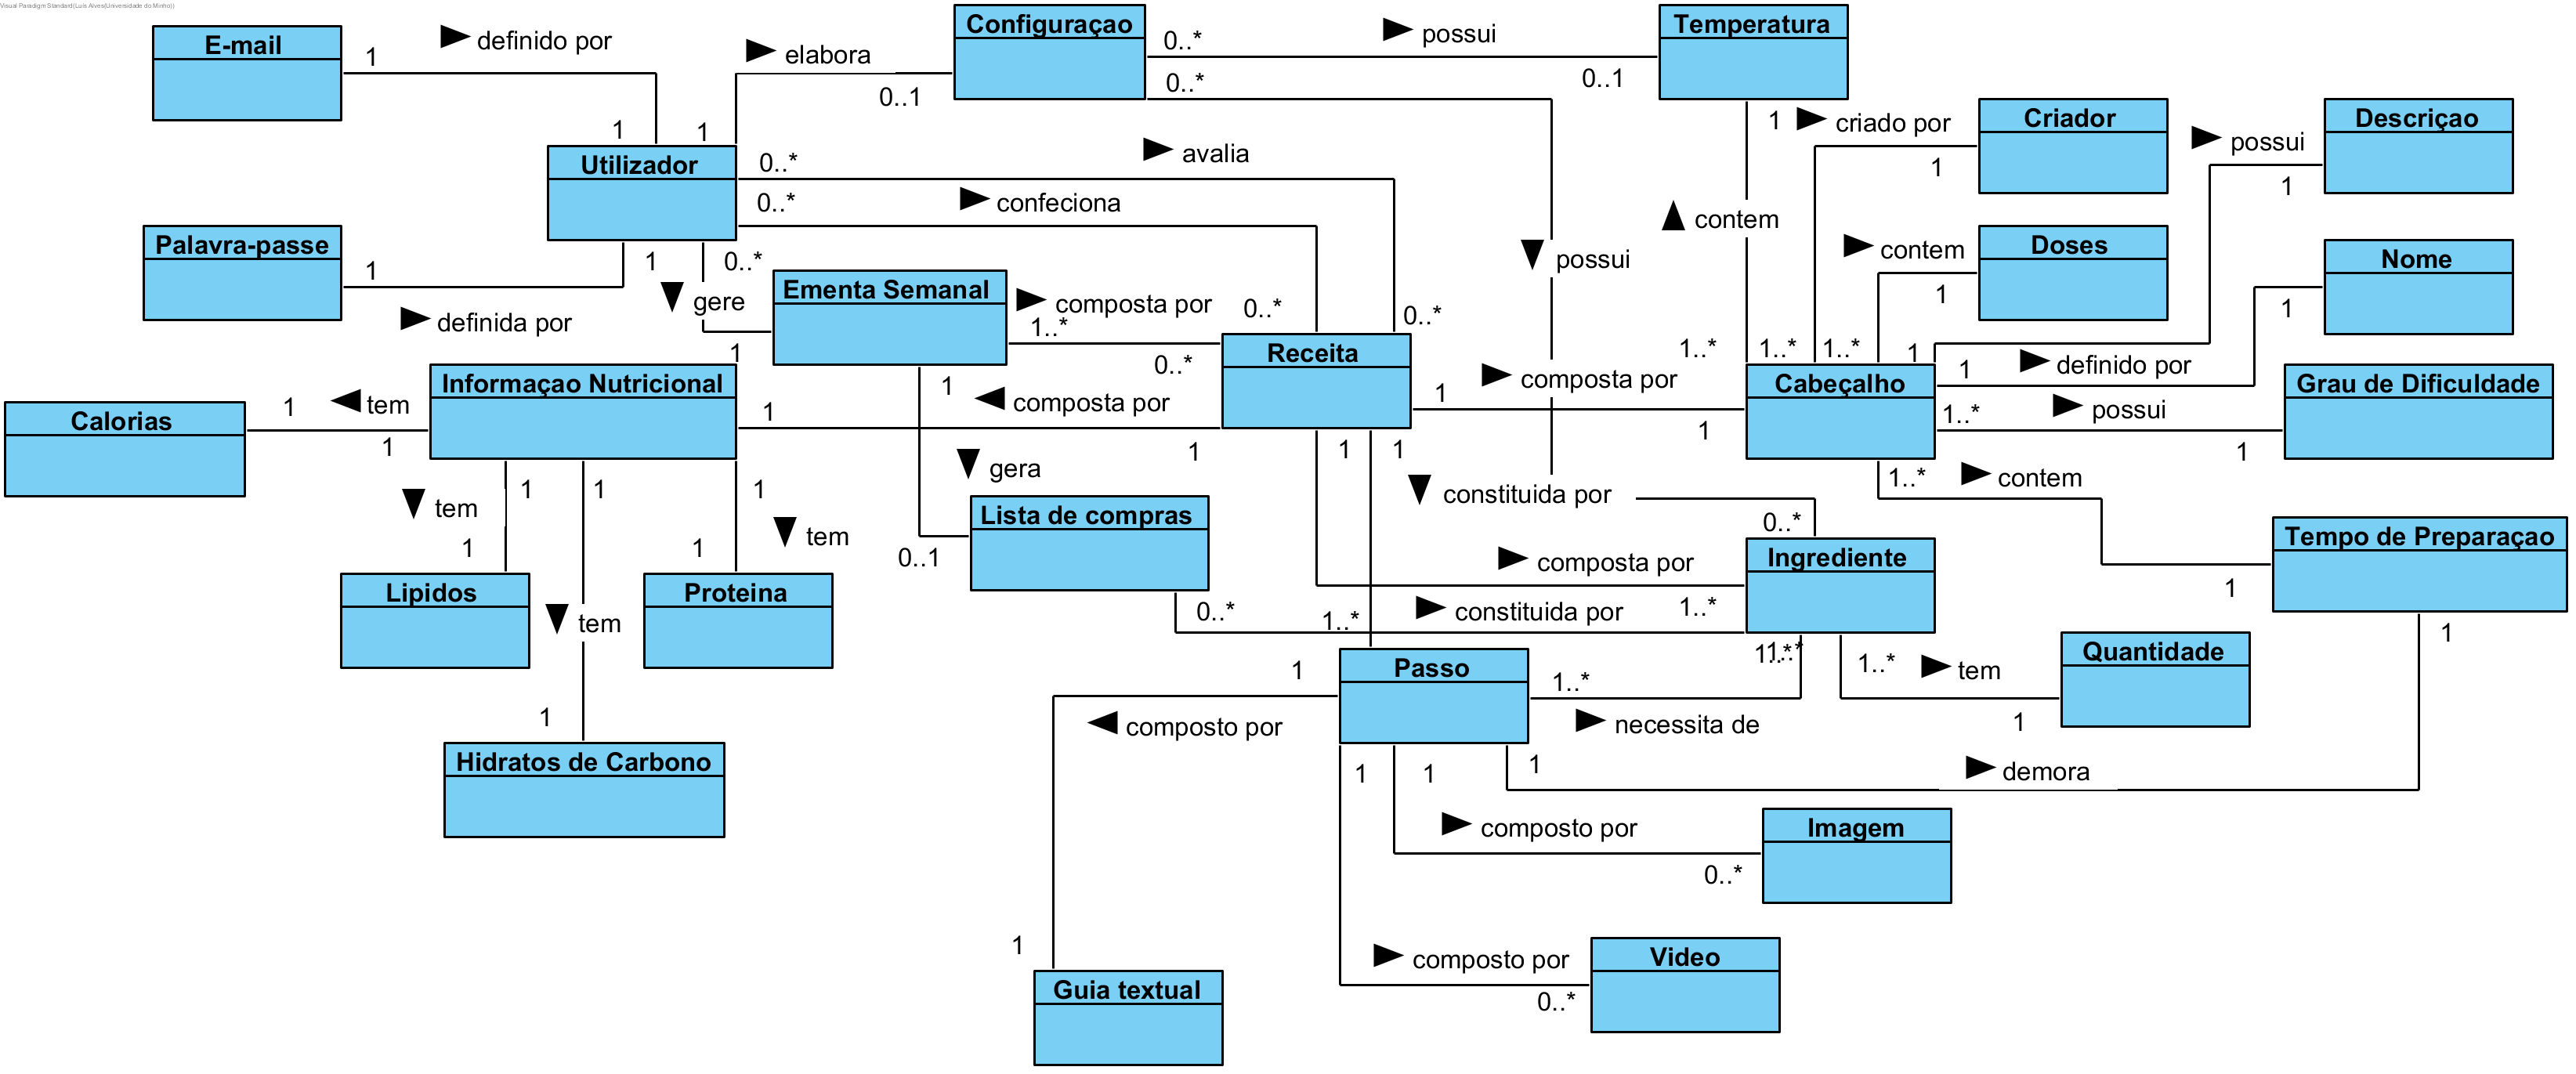 Visual Paradigm Standard(Luís Alves(Universidade do Minho))
E-mail
1
definido por
1
elabora
1
0..1
Configuraçao
0..*
possui
0..1
Temperatura
0..*
possui
Utilizador
0..*
avalia
0..*
0..*
confeciona
0..*
Palavra-passe
1
definida por
1
0..*
gere
1
Ementa Semanal
composta por
1..*
0..*
Receita
1
contem
1..*
criado por
1
1..*
Criador
contem
1
1..*
Doses
possui
1
1
Descriçao
1
definido por
1
Nome
composta por
1
1
Cabeçalho
1..*
possui
1
Grau de Dificuldade
1..*
contem
1
Tempo de Preparaçao
Informaçao Nutricional
1
composta por
1
Calorias
1
tem
1
1
tem
1
Lipidos
1
tem
1
Hidratos de Carbono
1
tem
1
Proteina
1
gera
0..1
Lista de compras
constituida por
0..*
Ingrediente
1
composta por
0..*
constituida por
1..*
1
1..*
Passo
1..*
necessita de
1..*
tem
1
Quantidade
1
composto por
1
Guia textual
1
demora
1
1
composto por
0..*
Imagem
1
composto por
0..*
Video